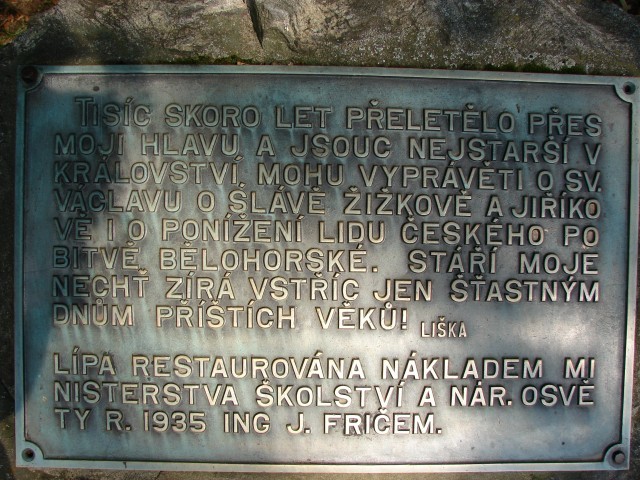 TISÍC SKORO LET PŘELETĚLO PŘES
MOJI HLAVU A JSOUC NEJSTARŠÍ V
KRÁLOVSTVÍ, MOHU VYPRÁVĚTI O SV.
VÁCLAVU O SLÁVĚ ŽIŽKOVĚ A JIŘÍKO
VĚ I O PONÍŽENÍ LIDU ČESKÉHO PO
BITVĚ BĚLOHORSKÉ. STÁŘÍ MOJE
NECHŤ ZÍRÁ VSTŘÍC JEN ŠŤASTNÝM
DNŮM PŘÍŠTÍCH VĚKŮ! LIŠKA
LÍPA RESTAUROVÁNA NÁKLADEM MI
NISTERSTVA ŠKOLSTVÍ A NÁR. OSVĚ
TY R. 1935 ING J. FRIČEM.